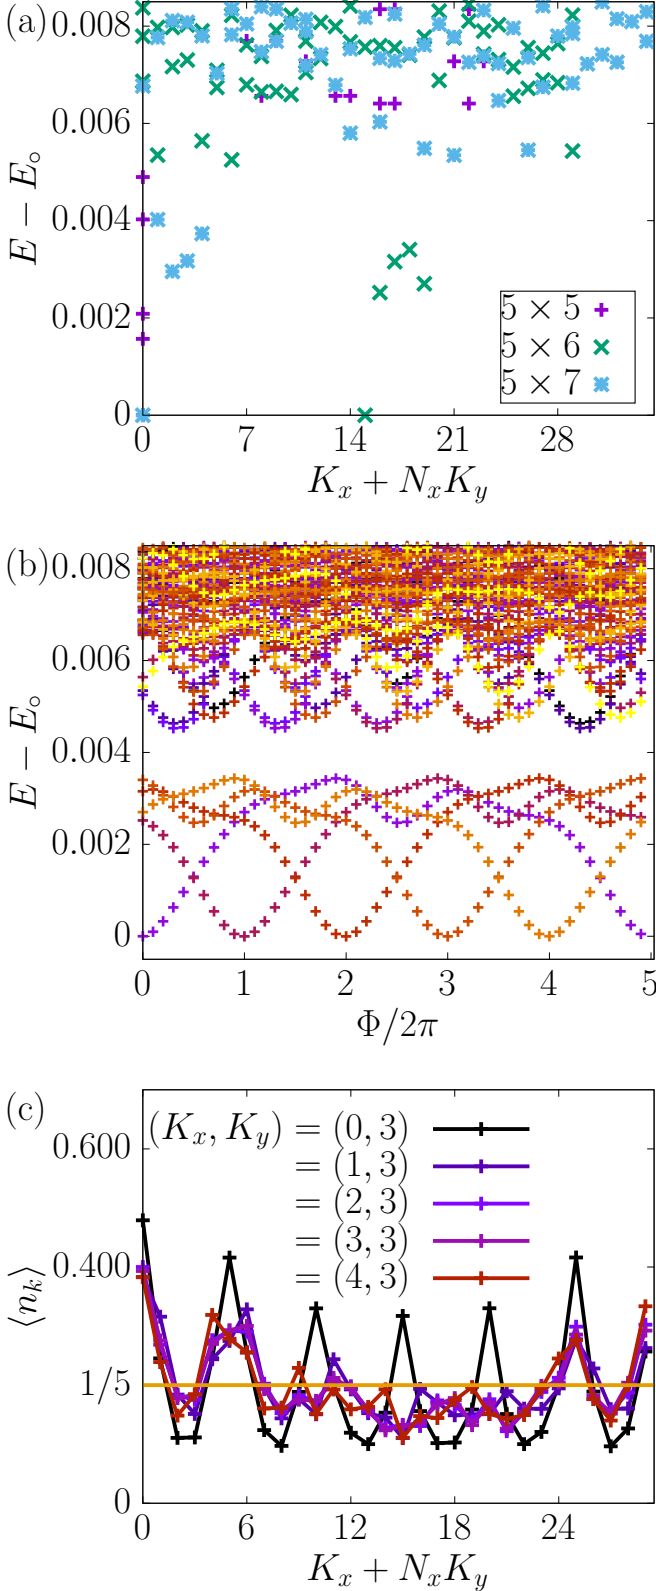 (a)
0.008
0.006
0.004
0.002
0
E − E∘
5 × 5
5 × 6
5 × 7
0 7 14 21 28
Kx + NxKy
(b)
0.008
0.006
0.004
0.002
0
E − E∘
0 1 2 3 4 5
Φ/2π
(c)
(Kx, Ky) = (0, 3)
= (1, 3)
= (2, 3)
= (3, 3)
= (4, 3)
0.600
0.400
1/5
0
⟨nk⟩
0 6 12 18 24
Kx + NxKy